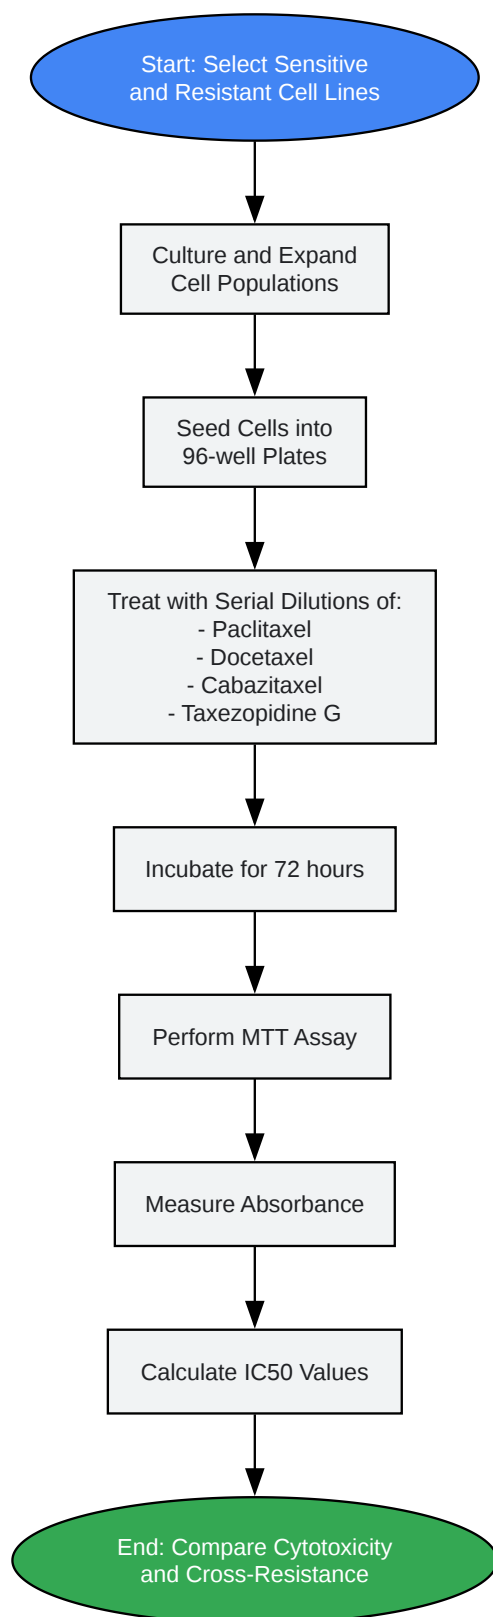 Start: Select Sensitive
and Resistant Cell Lines
Culture and Expand
Cell Populations
Seed Cells into
96-well Plates
Treat with Serial Dilutions of:
- Paclitaxel
- Docetaxel
- Cabazitaxel
- Taxezopidine G
Incubate for 72 hours
Perform MTT Assay
Measure Absorbance
Calculate IC50 Values
End: Compare Cytotoxicity
and Cross-Resistance